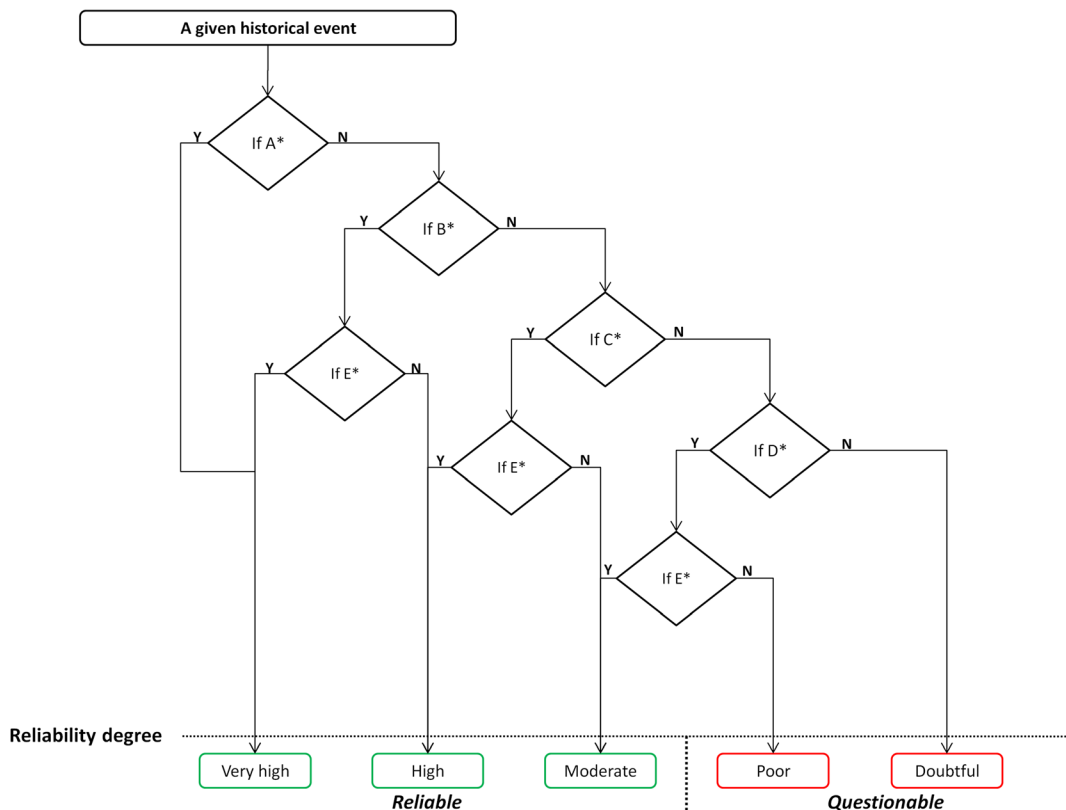 A given historical event
Y
If A*
N
Y
If B*
N
Y
If C*
N
Y
If E*
N
Y
If D*
N
Y
If E*
N
Y
If E*
N
Reliability degree
Very high
High
Moderate
Poor
Doubtful
Reliable
Questionable